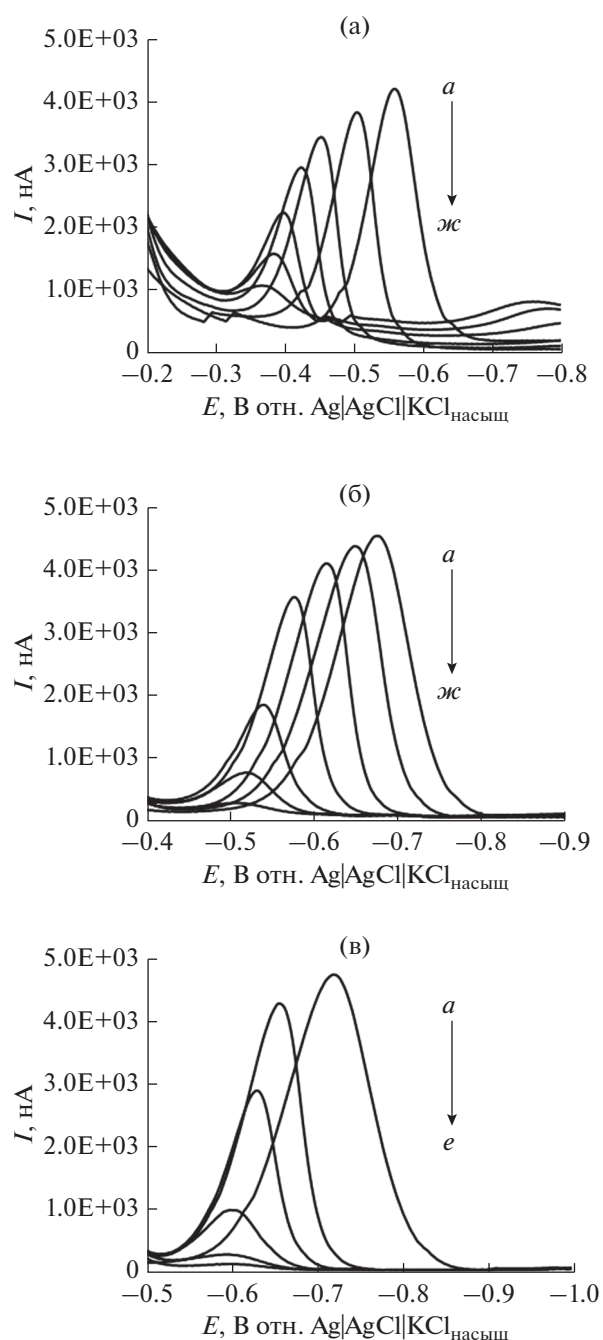 (а)
5.0E+03
4.0E+03
3.0E+03
2.0E+03
1.0E+03
0
I, нА
а
ж
−0.2 −0.3 −0.4 −0.5 −0.6 −0.7 −0.8
E, В отн. Ag|AgCl|KClнасыщ
(б)
5.0E+03
4.0E+03
3.0E+03
2.0E+03
1.0E+03
0
I, нА
а
ж
−0.4 −0.5 −0.6 −0.7 −0.8 −0.9
E, В отн. Ag|AgCl|KClнасыщ
(в)
5.0E+03
4.0E+03
3.0E+03
2.0E+03
1.0E+03
0
I, нА
а
е
−0.5 −0.6 −0.7 −0.8 −0.9 −1.0
E, В отн. Ag|AgCl|KClнасыщ